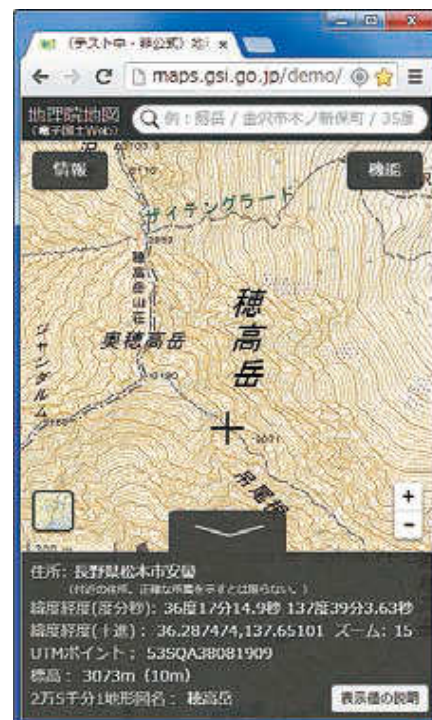 (テスト中・非公式) 地
maps.gsi.go.jp/demo/
地理院地図
(電子国土Web)
例：剱岳 / 金沢市木ノ新保町 / 35度
情報
機能
ザイテングラード
穂高岳山荘
穂高岳
奥穂高岳
ジャンダルム
3190
吊尾根
住所: 長野県松本市安曇
(付近の住所。正確な所属を示すとは限らない。)
緯度経度(度分秒): 36度17分14.9秒 137度39分3.63秒
緯度経度(十進): 36.287474,137.65101 ズーム: 15
UTMポイント: 53SQA38081909
標高: 3073m (10m)
2万5千分1地形図名: 穂高岳
表示値の説明